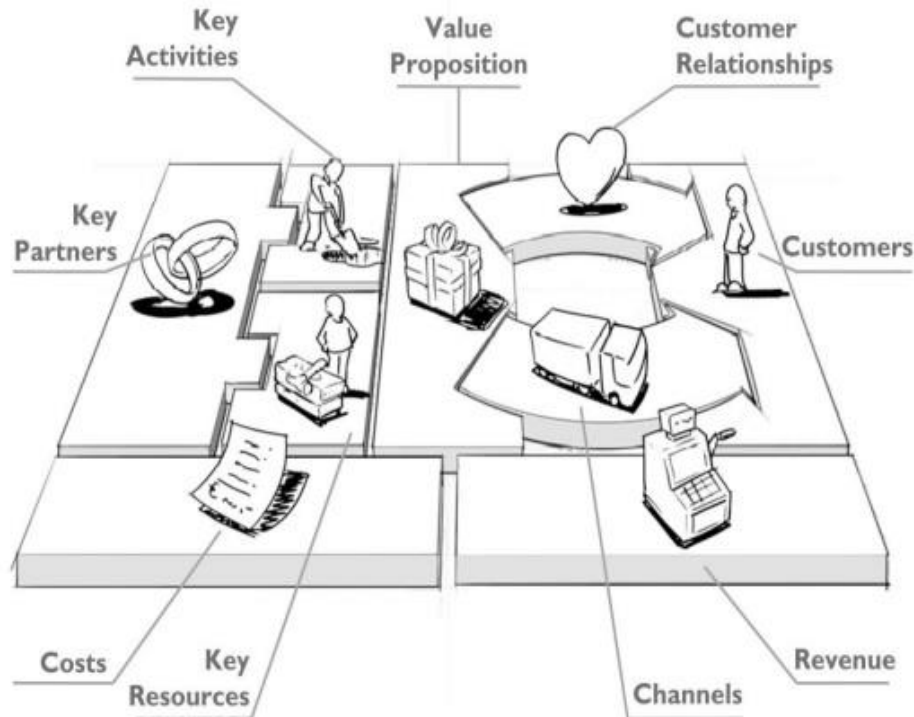 Key
Activities
Value
Proposition
Customer
Relationships
Key
Partners
Customers
Costs
Key
Resources
Channels
Revenue